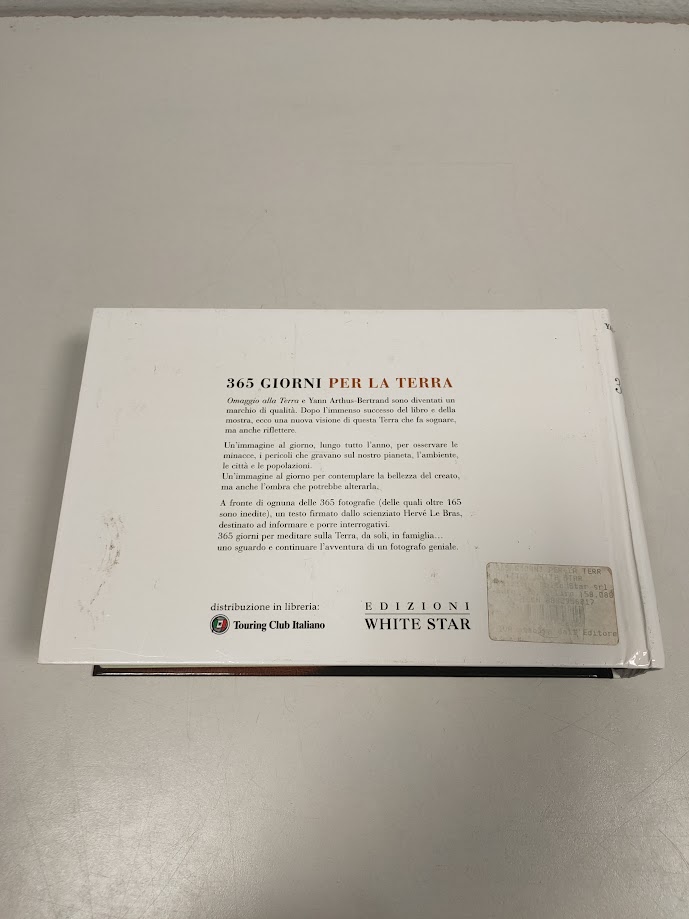 365 GIORNI PER LA TERRA
Omaggio alla Terra e Yann Arthus-Bertrand sono diventati un
marchio di qualità. Dopo l'immenso successo del libro e della
mostra, ecco una nuova visione di questa Terra che fa sognare,
ma anche riflettere.
Un'immagine al giorno, lungo tutto l'anno, per osservare le
minacce, i pericoli che gravano sul nostro pianeta, l'ambiente,
le città e le popolazioni.
Un'immagine al giorno per contemplare la bellezza del creato,
ma anche l'ombra che potrebbe alterarla.
A fronte di ognuna delle 365 fotografie (delle quali oltre 165
sono inedite), un testo firmato dallo scienziato Hervé Le Bras,
destinato ad informare e porre interrogativi.
365 giorni per meditare sulla Terra, da soli, in famiglia...
uno sguardo e continuare l'avventura di un fotografo geniale.
distribuzione in libreria:
Touring Club Italiano
EDIZIONI
WHITE STAR
Editore
3